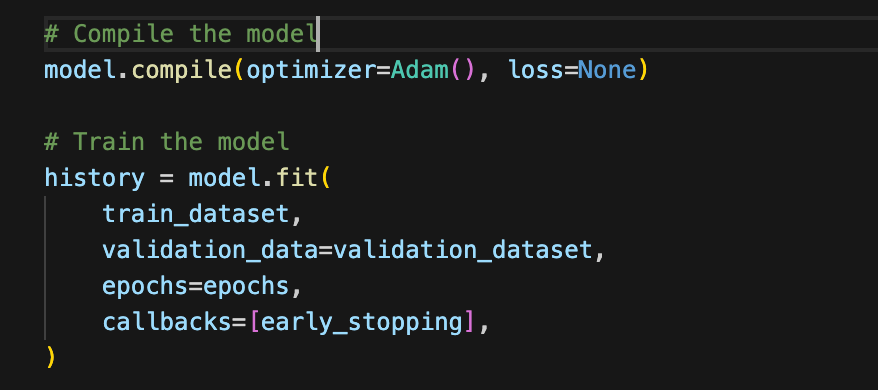 # Compile the model
model.compile(optimizer=Adam(), loss=None)
# Train the model
history = model.fit(
    train_dataset,
    validation_data=validation_dataset,
    epochs=epochs,
    callbacks=[early_stopping],
)